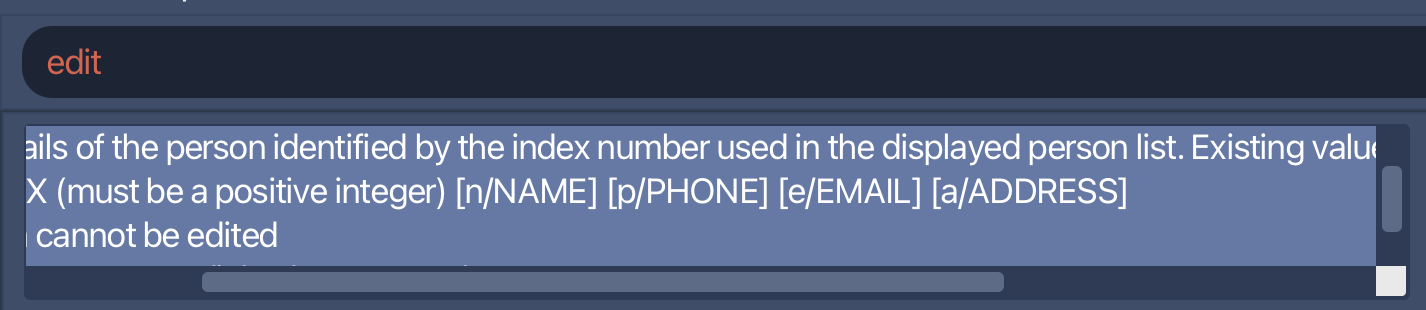 edit
ails of the person identified by the index number used in the displayed person list. Existing value
X (must be a positive integer) [n/NAME] [p/PHONE] [e/EMAIL] [a/ADDRESS]
cannot be edited